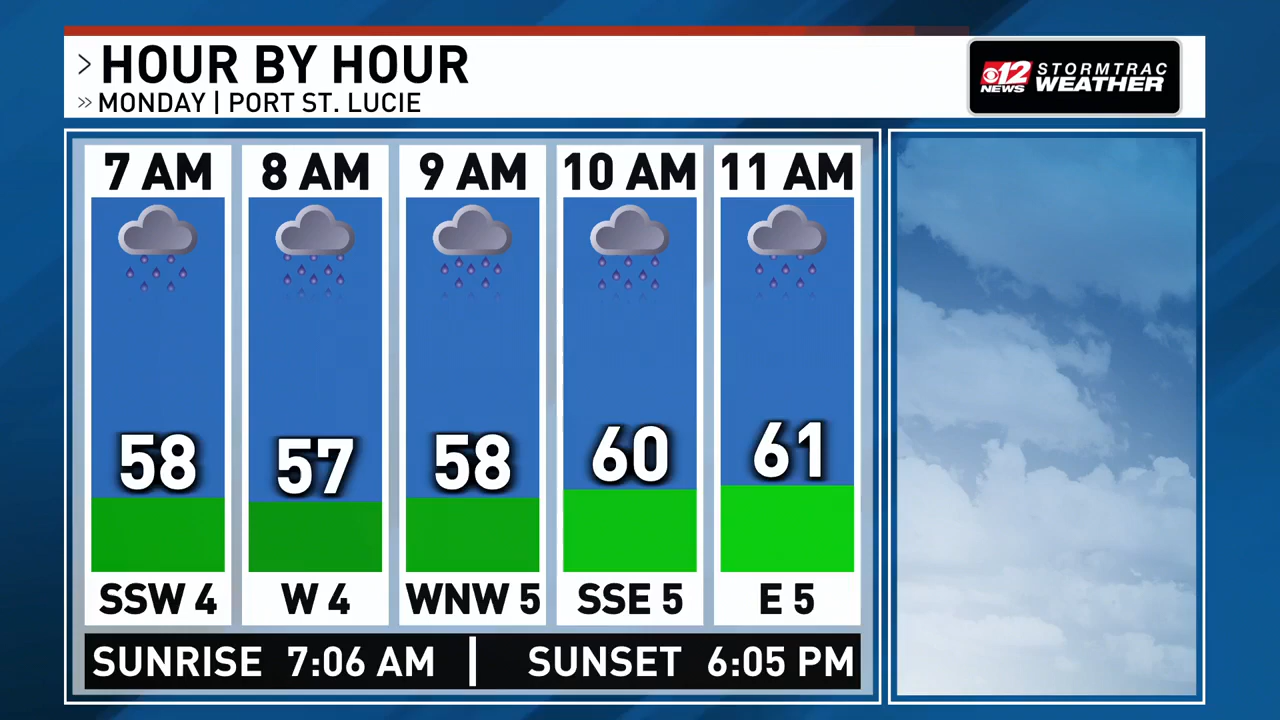 > HOUR BY HOUR
» MONDAY | PORT ST. LUCIE
12 NEWS STORMTRAC WEATHER
7 AM 8 AM 9 AM 10 AM 11 AM
58 57 58 60 61
SSW 4 W 4 WNW 5 SSE 5 E 5
SUNRISE 7:06 AM | SUNSET 6:05 PM